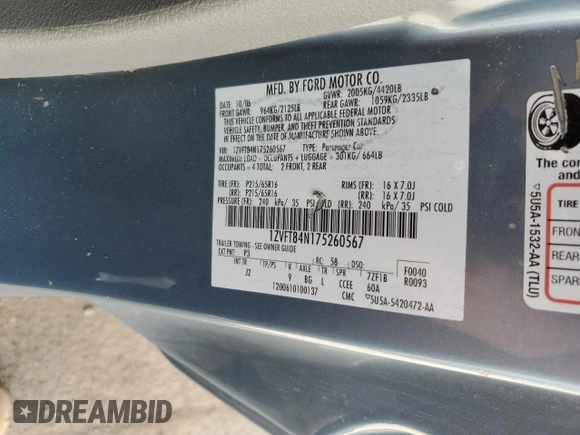 MFD. BY FORD MOTOR CO.
10/06 GVWR: 2005KG/4420LB
FRONT GAWR: 964KG/2125LB REAR GAWR: 1059KG/2335LB
THIS VEHICLE CONFORMS TO ALL APPLICABLE FEDERAL MOTOR
VEHICLE SAFETY, BUMPER, AND THEFT PREVENTION STANDARDS
IN EFFECT ON THE DATE OF MANUFACTURE SHOWN ABOVE.
VIN: 1ZVFT84N175260567 TYPE: Passenger Car
MAXIMUM LOAD = OCCUPANTS + LUGGAGE = 301KG/ 664LB
OCCUPANTS = 4 TOTAL; 2 FRONT, 2 REAR
TIRE (FR): P215/65R16 RIMS (FR): 16 X 7.0J
(RR): P215/65R16 (RR): 16 X 7.0J
PRESSURE (FR): 240 kPa/ 35 PSI COLD (RR): 240 kPa/ 35 PSI COLD
1ZVFT84N175260567
TRAILER TOWING - SEE OWNER GUIDE
EXT PNT: P3 RC: 58 DSO: F0040
INT TR TP/PS R AXLE TR SPR 7ZF1B R0093
J2 9 BG L CCEE 60A
1200610100137 CMC ▽5U5A-5420472-AA
▽5U5A-1532-AA (TLU)
The co
and
TIRE
FRON
REAR
SPAR
DREAMBID